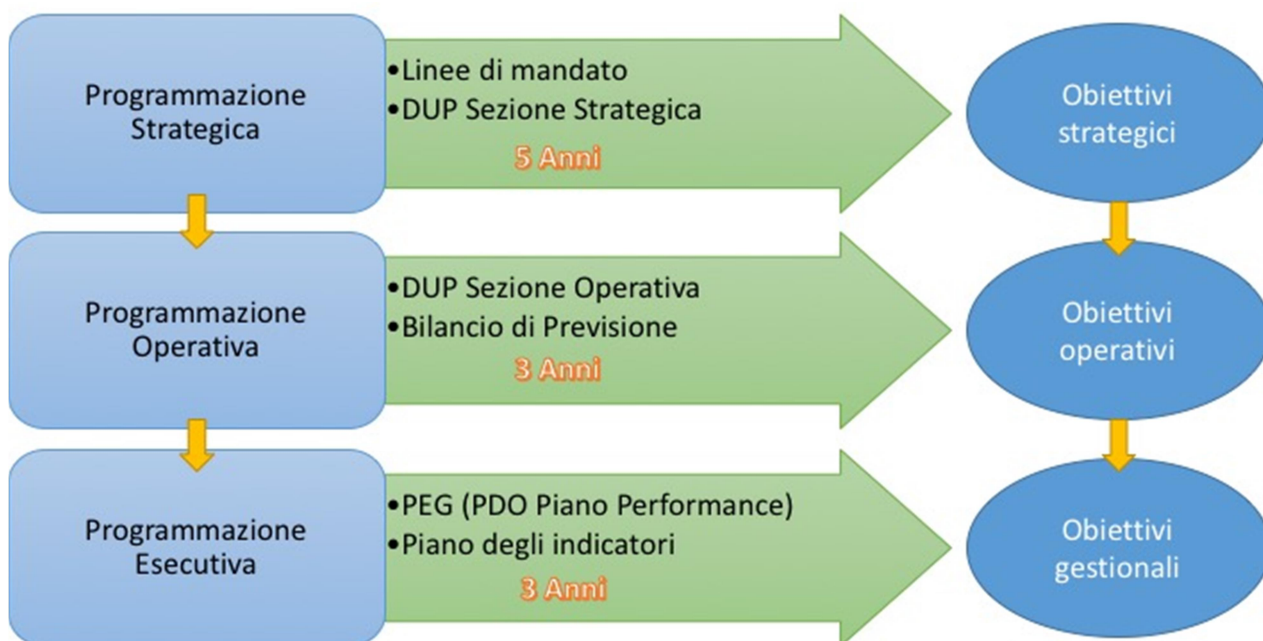 Programmazione
Strategica
•Linee di mandato
•DUP Sezione Strategica
5 Anni
Obiettivi
strategici
Programmazione
Operativa
•DUP Sezione Operativa
•Bilancio di Previsione
3 Anni
Obiettivi
operativi
Programmazione
Esecutiva
•PEG (PDO Piano Performance)
•Piano degli indicatori
3 Anni
Obiettivi
gestionali